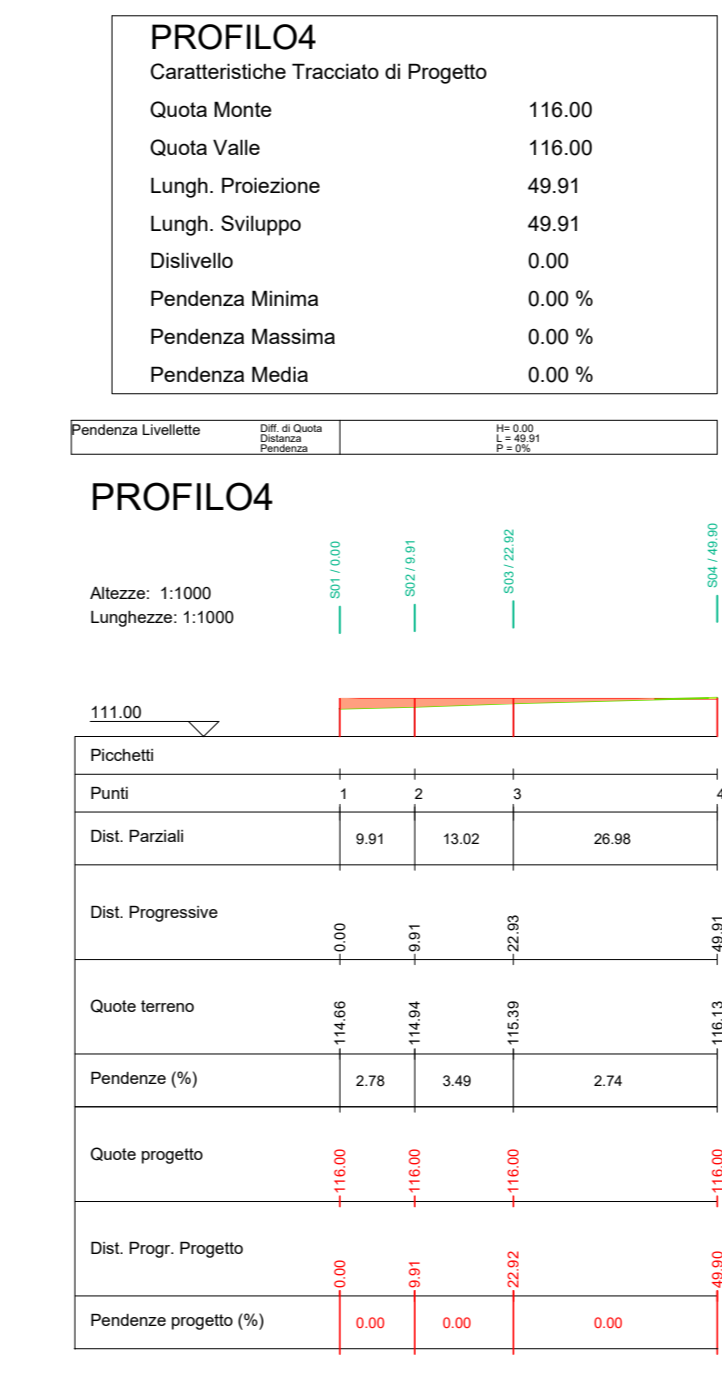 PROFILO4
Caratteristiche Tracciato di Progetto
Quota Monte 116.00
Quota Valle 116.00
Lungh. Proiezione 49.91
Lungh. Sviluppo 49.91
Dislivello 0.00
Pendenza Minima 0.00 %
Pendenza Massima 0.00 %
Pendenza Media 0.00 %
Pendenza Livellette
Diff. di Quota H= 0.00
Distanza L = 49.91
Pendenza P = 0%
PROFILO4
S01 / 0.00 S02 / 9.91 S03 / 22.92 S04 / 49.90
Altezze: 1:1000
Lunghezze: 1:1000
111.00
Picchetti
Punti 1 2 3 4
Dist. Parziali 9.91 13.02 26.98
Dist. Progressive 0.00 9.91 22.93 49.91
Quote terreno 114.66 114.94 115.39 116.13
Pendenze (%) 2.78 3.49 2.74
Quote progetto 116.00 116.00 116.00 116.00
Dist. Progr. Progetto 0.00 9.91 22.92 49.90
Pendenze progetto (%) 0.00 0.00 0.00